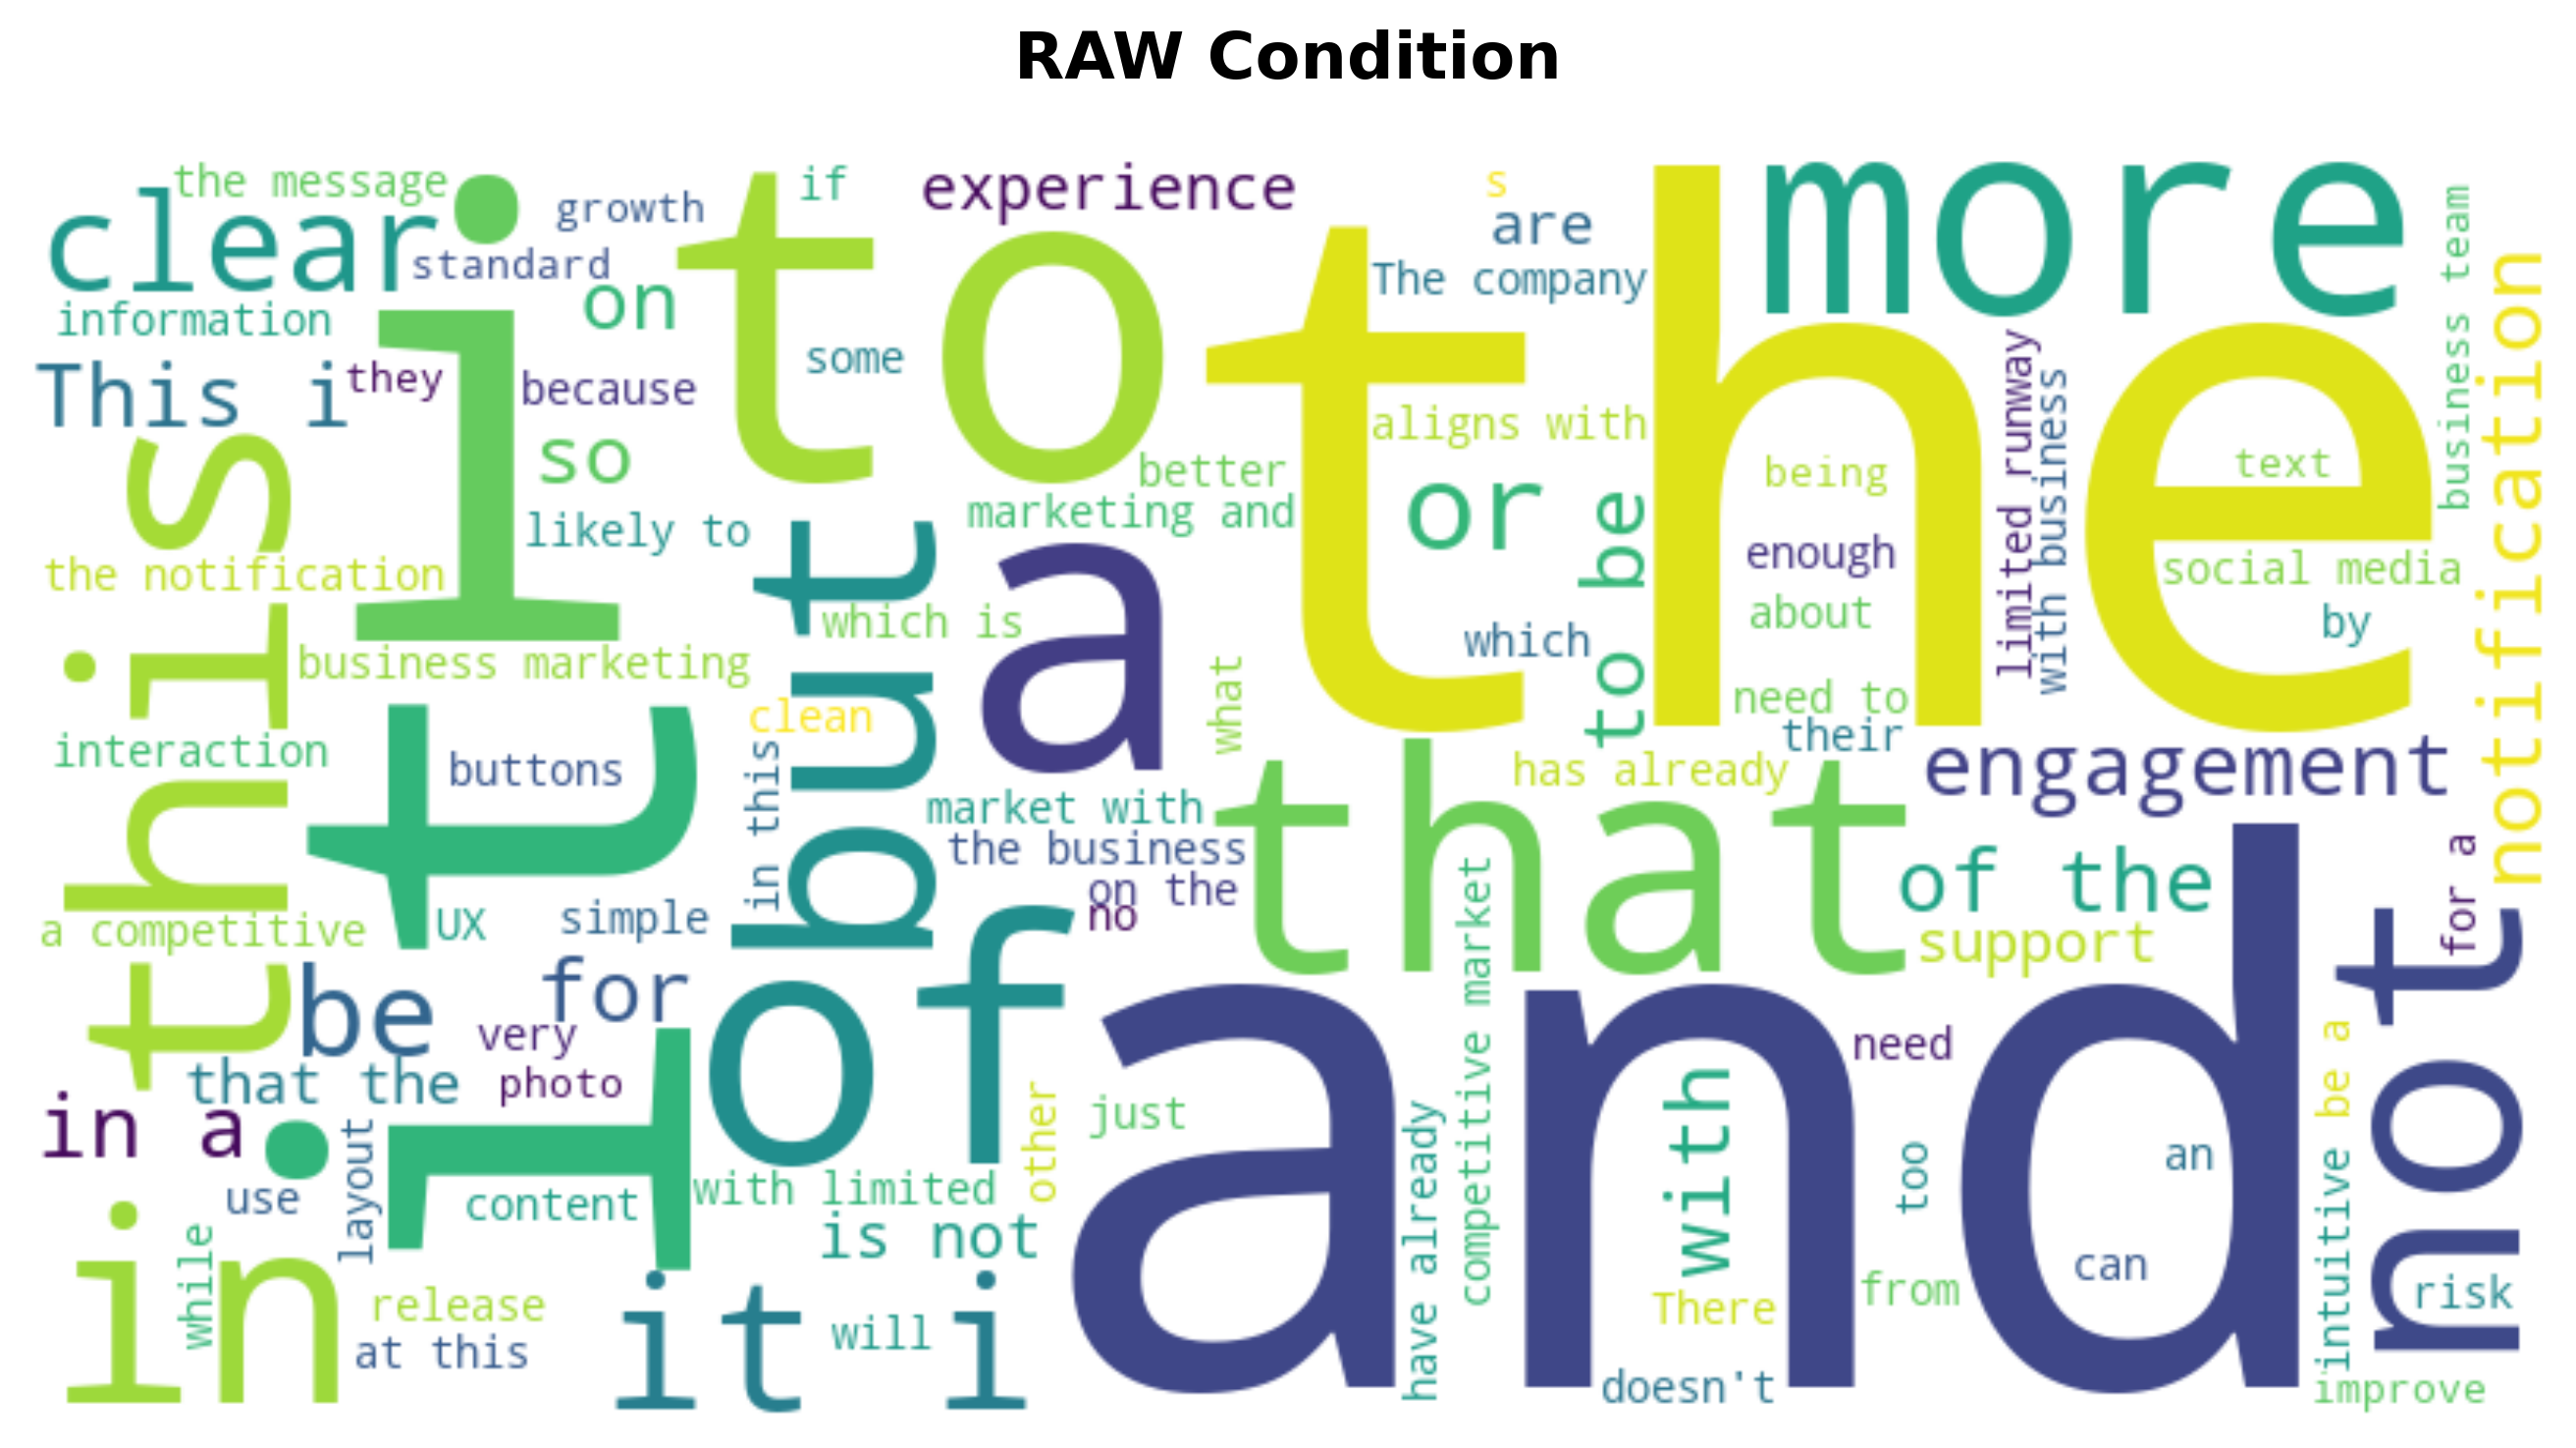 RAW Condition
the message
clear
i
growth
standard
if
to
experience
s
are
The company
more
business team
notification
information
on
some
This i
they
because
so
likely to
the
aligns with
better
marketing and
or
to be
being
enough
about
limited runway
with business
text
social media
by
this
the notification
but
which is
a
which
what
need to
their
business marketing
clean
interaction
it
buttons
in this
market with
the business
on the
no
that
has already
engagement
of the
support
for a
not
a competitive
UX
simple
be
for
of
very
photo
that the
in a
use
layout
content
with limited
is not
other
just
and
have already
competitive market
with
need
too
an
can
from
There
doesn't
be a
intuitive
risk
improve
in
while
release
at this
it i
will